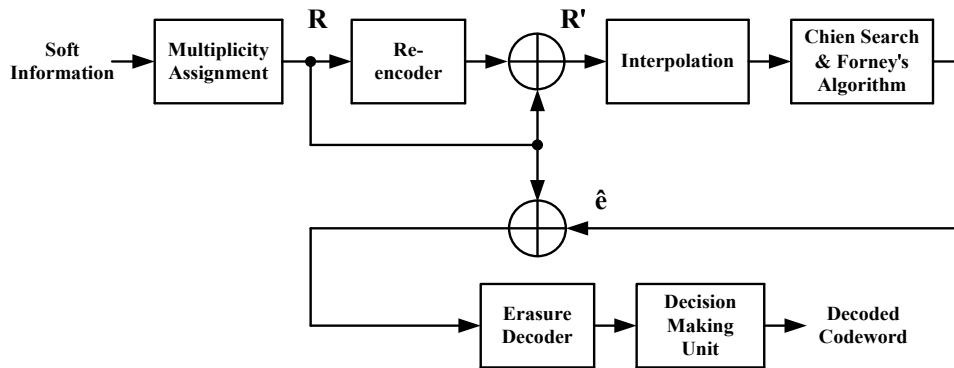 R
R'
Soft
Information
Multiplicity
Assignment
Re-
encoder
Interpolation
Chien Search
& Forney's
Algorithm
ê
Erasure
Decoder
Decision
Making
Unit
Decoded
Codeword